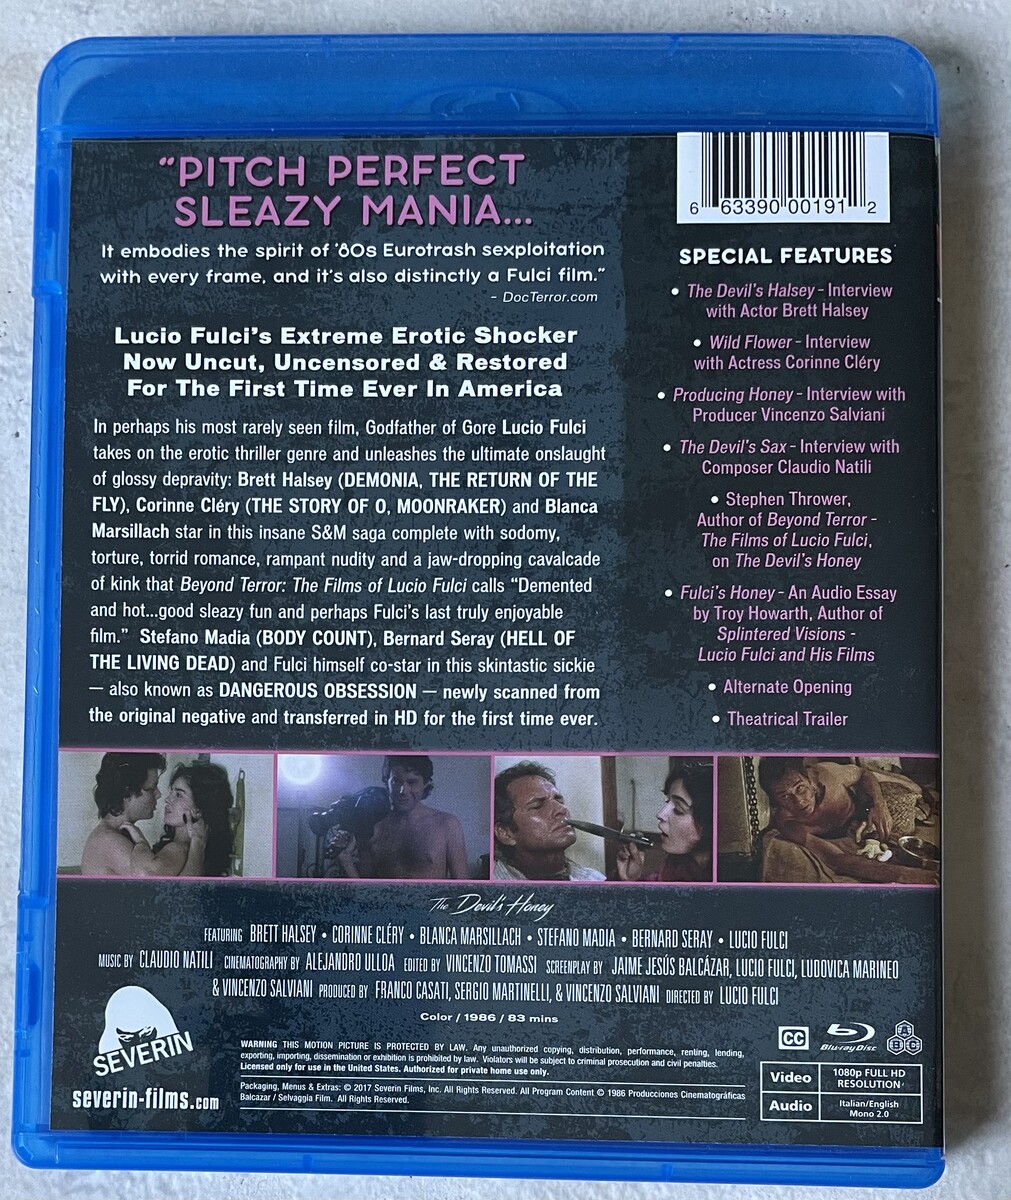 “PITCH PERFECT
SLEAZY MANIA...
It embodies the spirit of ’80s Eurotrash sexploitation
with every frame, and it’s also distinctly a Fulci film.”
- DocTerror.com
Lucio Fulci’s Extreme Erotic Shocker
Now Uncut, Uncensored & Restored
For The First Time Ever In America
In perhaps his most rarely seen film, Godfather of Gore Lucio Fulci
takes on the erotic thriller genre and unleashes the ultimate onslaught
of glossy depravity: Brett Halsey (DEMONIA, THE RETURN OF THE
FLY), Corinne Cléry (THE STORY OF O, MOONRAKER) and Blanca
Marsillach star in this insane S&M saga complete with sodomy,
torture, torrid romance, rampant nudity and a jaw-dropping cavalcade
of kink that Beyond Terror: The Films of Lucio Fulci calls “Demented
and hot...good sleazy fun and perhaps Fulci’s last truly enjoyable
film.” Stefano Madia (BODY COUNT), Bernard Seray (HELL OF
THE LIVING DEAD) and Fulci himself co-star in this skintastic sickie
— also known as DANGEROUS OBSESSION — newly scanned from
the original negative and transferred in HD for the first time ever.
6 63390 00191 2
SPECIAL FEATURES
• The Devil’s Halsey - Interview
with Actor Brett Halsey
• Wild Flower - Interview
with Actress Corinne Cléry
• Producing Honey - Interview with
Producer Vincenzo Salviani
• The Devil’s Sax - Interview with
Composer Claudio Natili
• Stephen Thrower,
Author of Beyond Terror -
The Films of Lucio Fulci,
on The Devil’s Honey
• Fulci’s Honey - An Audio Essay
by Troy Howarth, Author of
Splintered Visions -
Lucio Fulci and His Films
• Alternate Opening
• Theatrical Trailer
The Devil’s Honey
FEATURING BRETT HALSEY • CORINNE CLÉRY • BLANCA MARSILLACH • STEFANO MADIA • BERNARD SERAY • LUCIO FULCI
MUSIC BY CLAUDIO NATILI CINEMATOGRAPHY BY ALEJANDRO ULLOA EDITED BY VINCENZO TOMASSI SCREENPLAY BY JAIME JESÚS BALCÁZAR, LUCIO FULCI, LUDOVICA MARINEO
& VINCENZO SALVIANI PRODUCED BY FRANCO CASATI, SERGIO MARTINELLI, & VINCENZO SALVIANI DIRECTED BY LUCIO FULCI
Color / 1986 / 83 mins
SEVERIN
severin-films.com
WARNING THIS MOTION PICTURE IS PROTECTED BY LAW. Any unauthorized copying, distribution, performance, renting, lending,
exporting, importing, dissemination or exhibition is prohibited by law. Violators will be subject to criminal prosecution and civil penalties.
Licensed only for use in the United States. Authorized for private home use only.
Packaging, Menus & Extras: © 2017 Severin Films, Inc. All Rights Reserved. All Program Content © 1986 Producciones Cinematográficas
Balcazar / Selvaggia Film. All Rights Reserved.
CC
Blu-ray Disc
A B C
Video 1080p FULL HD
RESOLUTION
Audio Italian/English
Mono 2.0